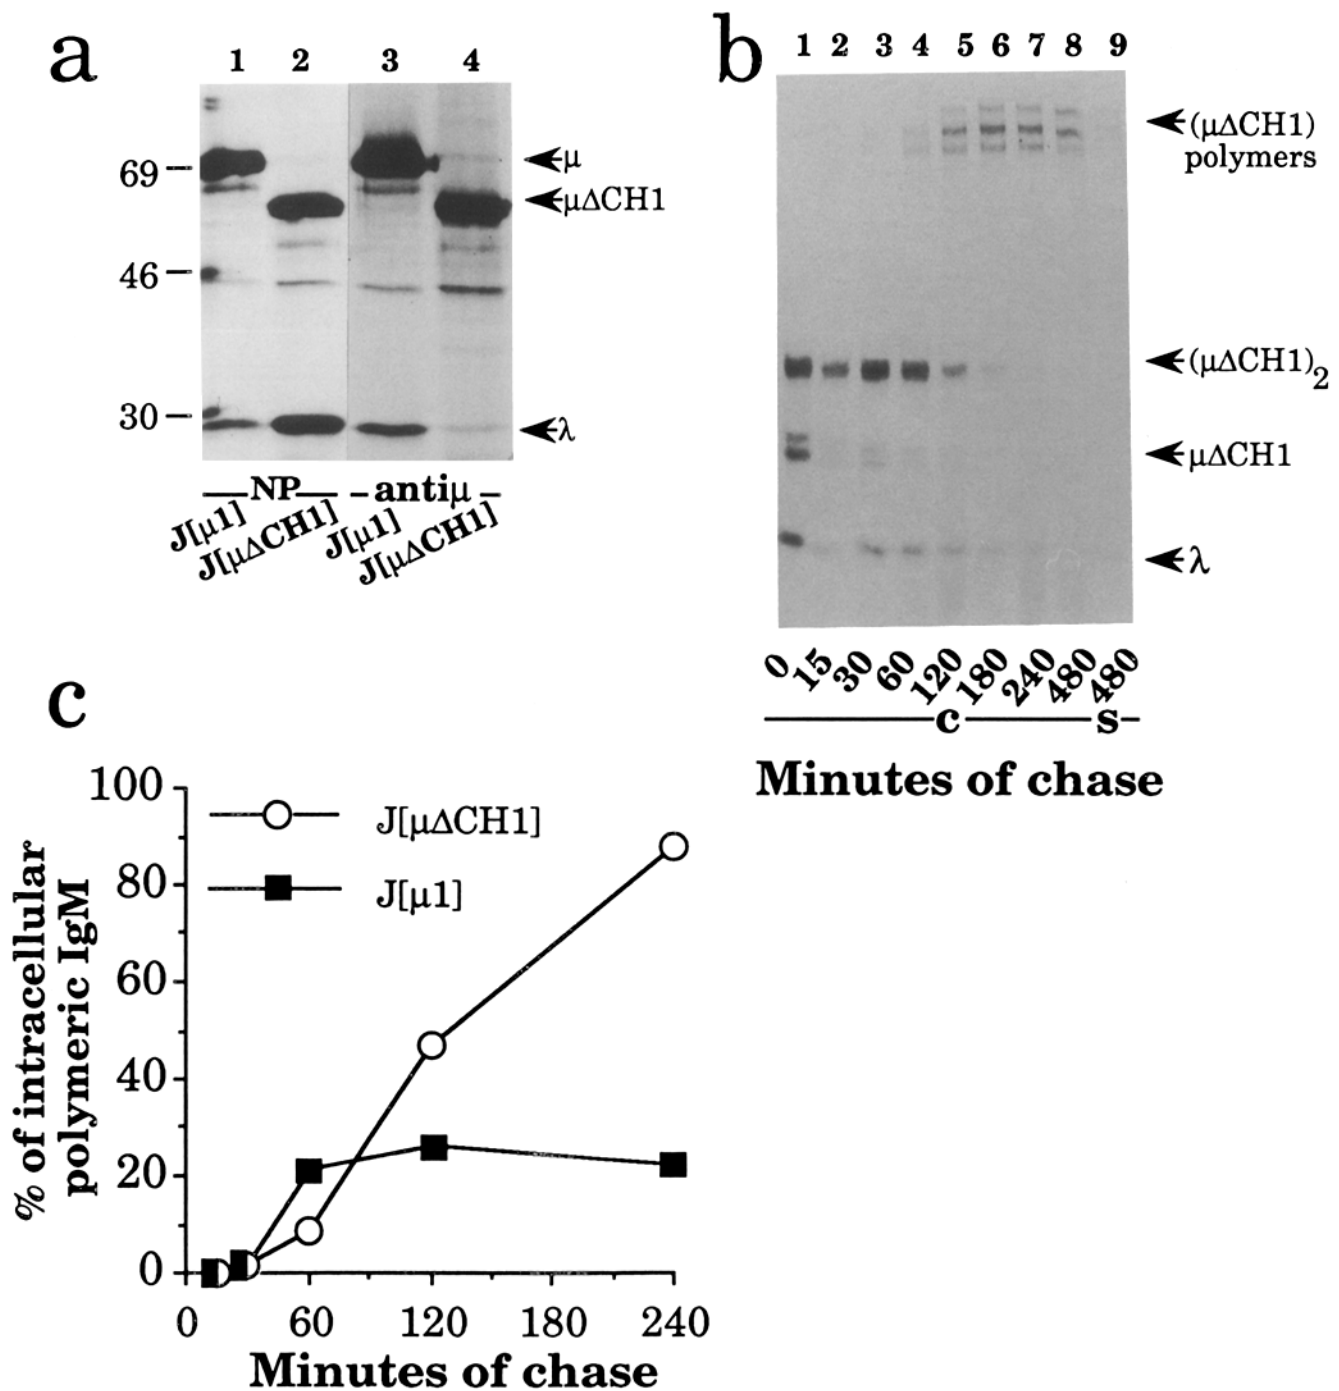 a
1 2 3 4
69
46
30
μ
μΔCH1
λ
NP antiμ
J[μ1] J[μΔCH1] J[μ1] J[μΔCH1]
b
1 2 3 4 5 6 7 8 9
(μΔCH1)
polymers
(μΔCH1)2
μΔCH1
λ
0 15 30 60 120 180 240 480 480
c s
Minutes of chase
c
% of intracellular
polymeric IgM
100
80
60
40
20
0
J[μΔCH1]
J[μ1]
0 60 120 180 240
Minutes of chase